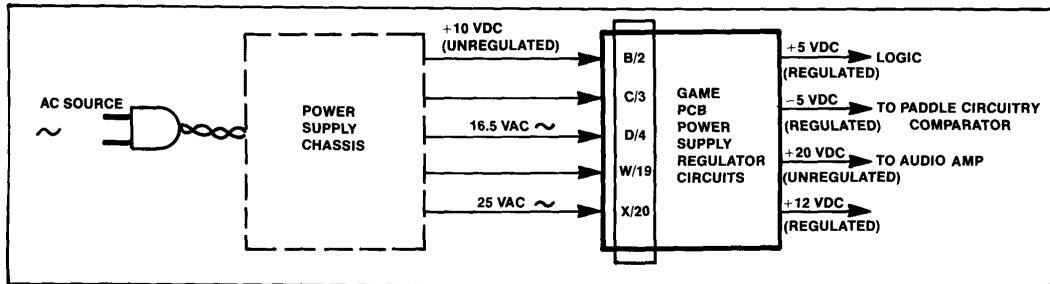 AC SOURCE
~
POWER
SUPPLY
CHASSIS
+10 VDC
(UNREGULATED)
16.5 VAC ~
25 VAC ~
B/2
C/3
D/4
W/19
X/20
GAME
PCB
POWER
SUPPLY
REGULATOR
CIRCUITS
+5 VDC
(REGULATED)
LOGIC
−5 VDC
(REGULATED)
TO PADDLE CIRCUITRY
COMPARATOR
+20 VDC
(UNREGULATED)
TO AUDIO AMP
+12 VDC
(REGULATED)